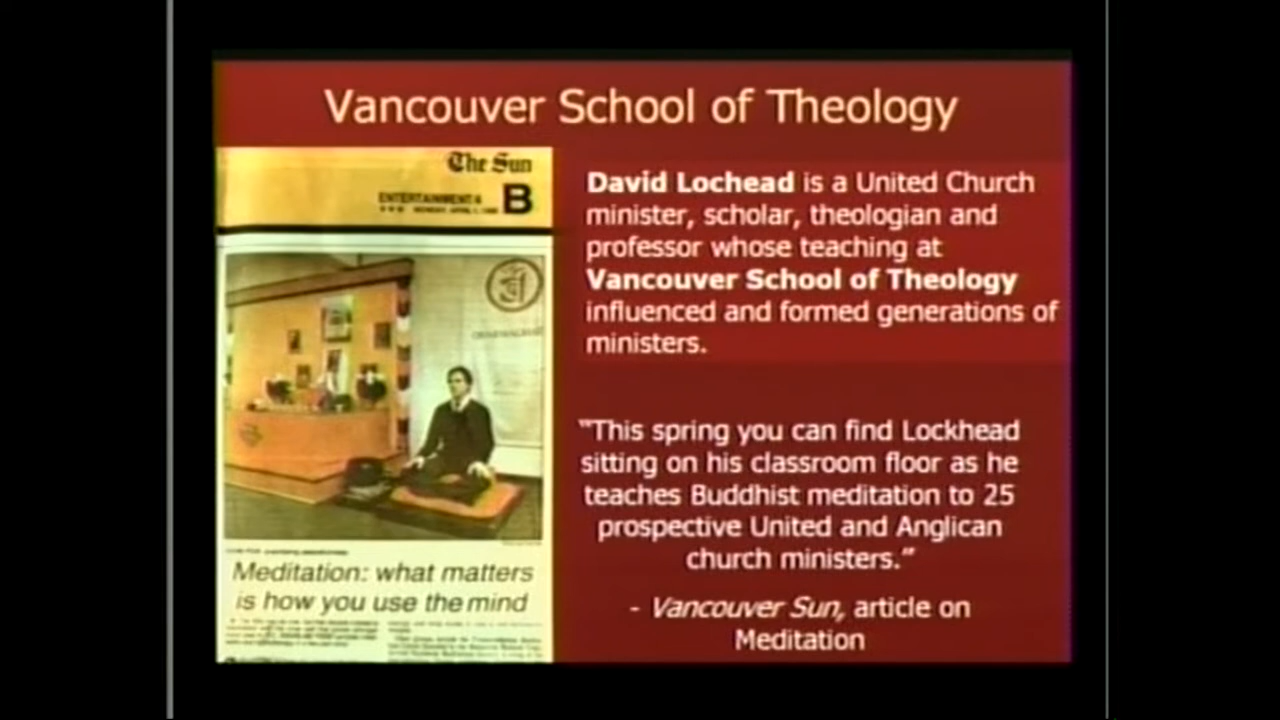 Vancouver School of Theology
The Sun
ENTERTAINMENT
B
David Lochead is a United Church
minister, scholar, theologian and
professor whose teaching at
Vancouver School of Theology
influenced and formed generations of
ministers.
"This spring you can find Lockhead
sitting on his classroom floor as he
teaches Buddhist meditation to 25
prospective United and Anglican
church ministers."
- Vancouver Sun, article on
Meditation
Meditation: what matters
is how you use the mind